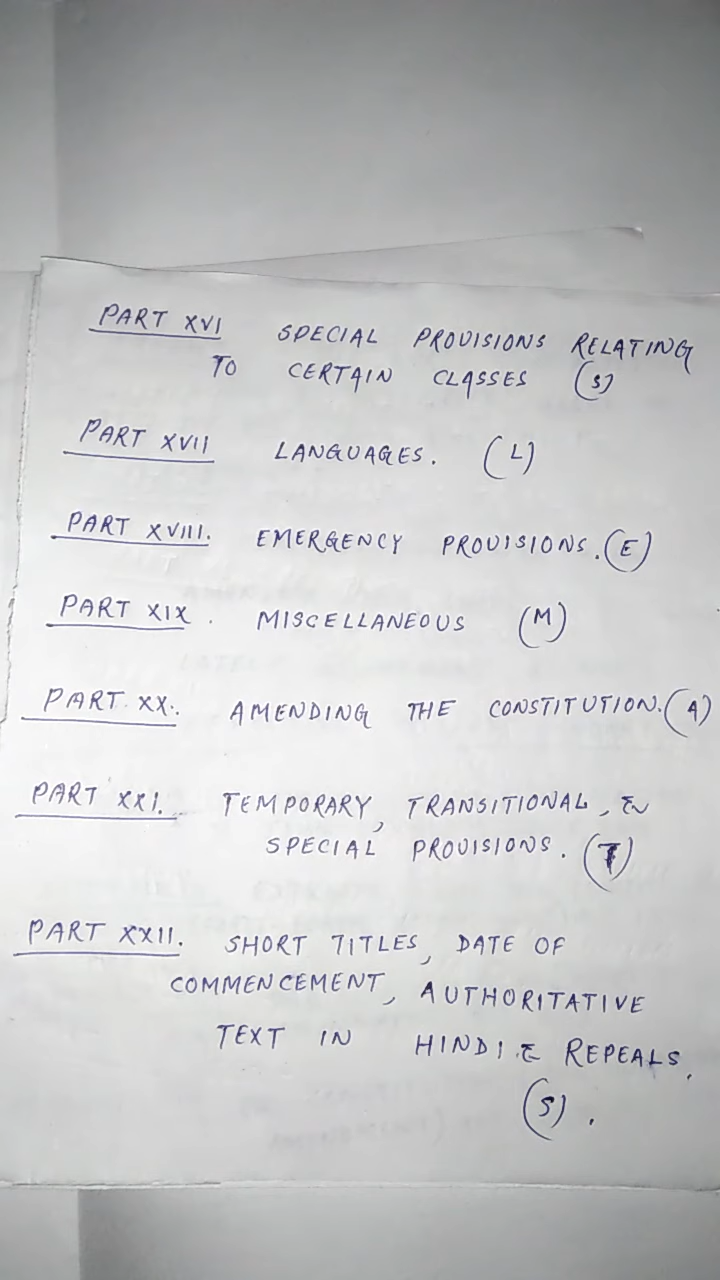 PART XVI SPECIAL PROVISIONS RELATING
TO CERTAIN CLASSES (S)
PART XVII LANGUAGES. (L)
PART XVIII. EMERGENCY PROVISIONS. (E)
PART XIX. MISCELLANEOUS (M)
PART XX. AMENDING THE CONSTITUTION. (A)
PART XXI. TEMPORARY, TRANSITIONAL, &
SPECIAL PROVISIONS. (T)
PART XXII. SHORT TITLES, DATE OF
COMMENCEMENT, AUTHORITATIVE
TEXT IN HINDI & REPEALS.
(S).